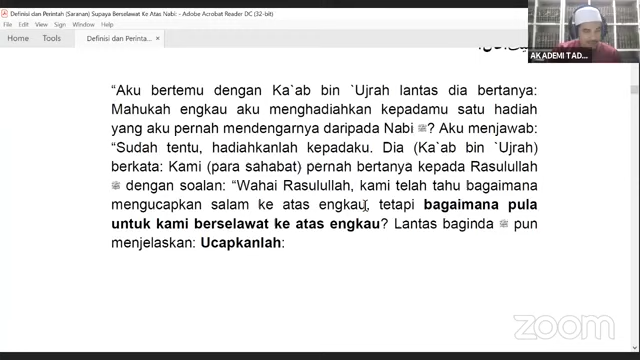 Definisi dan Perintah (Saranan) Supaya Berselawat Ke Atas Nabi: - Adobe Acrobat Reader DC (32-bit)
File Edit View Sign Window Help
Home Tools Definisi dan Perinta... ×
AKADEMI TAD...
“Aku bertemu dengan Ka`ab bin `Ujrah lantas dia bertanya:
Mahukah engkau aku menghadiahkan kepadamu satu hadiah
yang aku pernah mendengarnya daripada Nabi ﷺ? Aku menjawab:
“Sudah tentu, hadiahkanlah kepadaku. Dia (Ka`ab bin `Ujrah)
berkata: Kami (para sahabat) pernah bertanya kepada Rasulullah
ﷺ dengan soalan: “Wahai Rasulullah, kami telah tahu bagaimana
mengucapkan salam ke atas engkau, tetapi bagaimana pula
untuk kami berselawat ke atas engkau? Lantas baginda ﷺ pun
menjelaskan: Ucapkanlah:
zoom